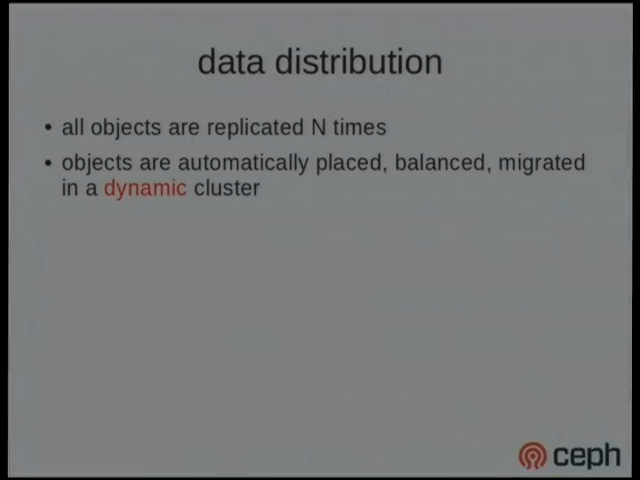 data distribution
• all objects are replicated N times
• objects are automatically placed, balanced, migrated
in a dynamic cluster
ceph